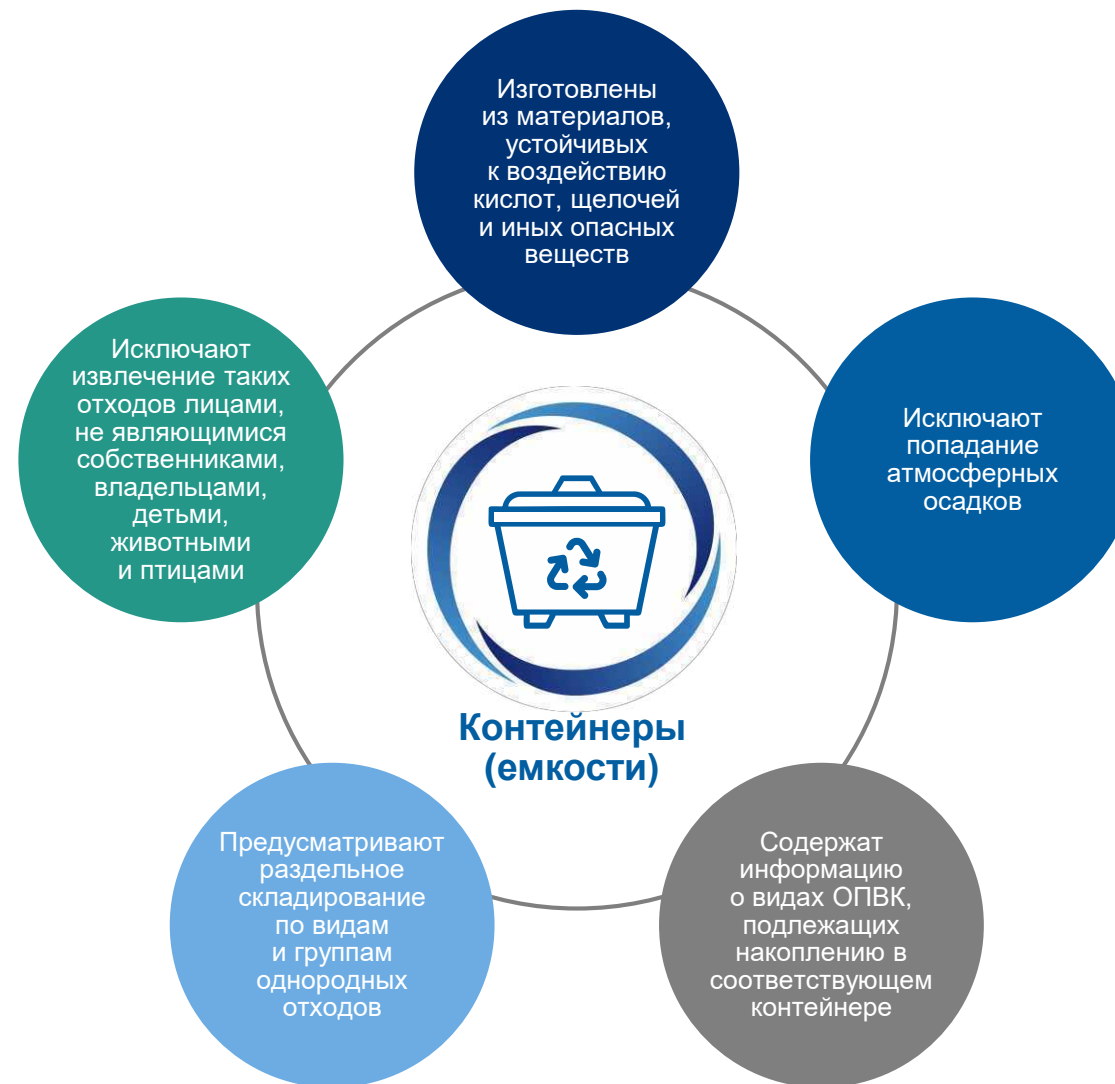 Изготовлены
из материалов,
устойчивых
к воздействию
кислот, щелочей
и иных опасных
веществ
Исключают
извлечение таких
отходов лицами,
не являющимися
собственниками,
владельцами,
детьми,
животными
и птицами
Исключают
попадание
атмосферных
осадков
Контейнеры
(емкости)
Предусматривают
раздельное
складирование
по видам
и группам
однородных
отходов
Содержат
информацию
о видах ОПВК,
подлежащих
накоплению в
соответствующем
контейнере